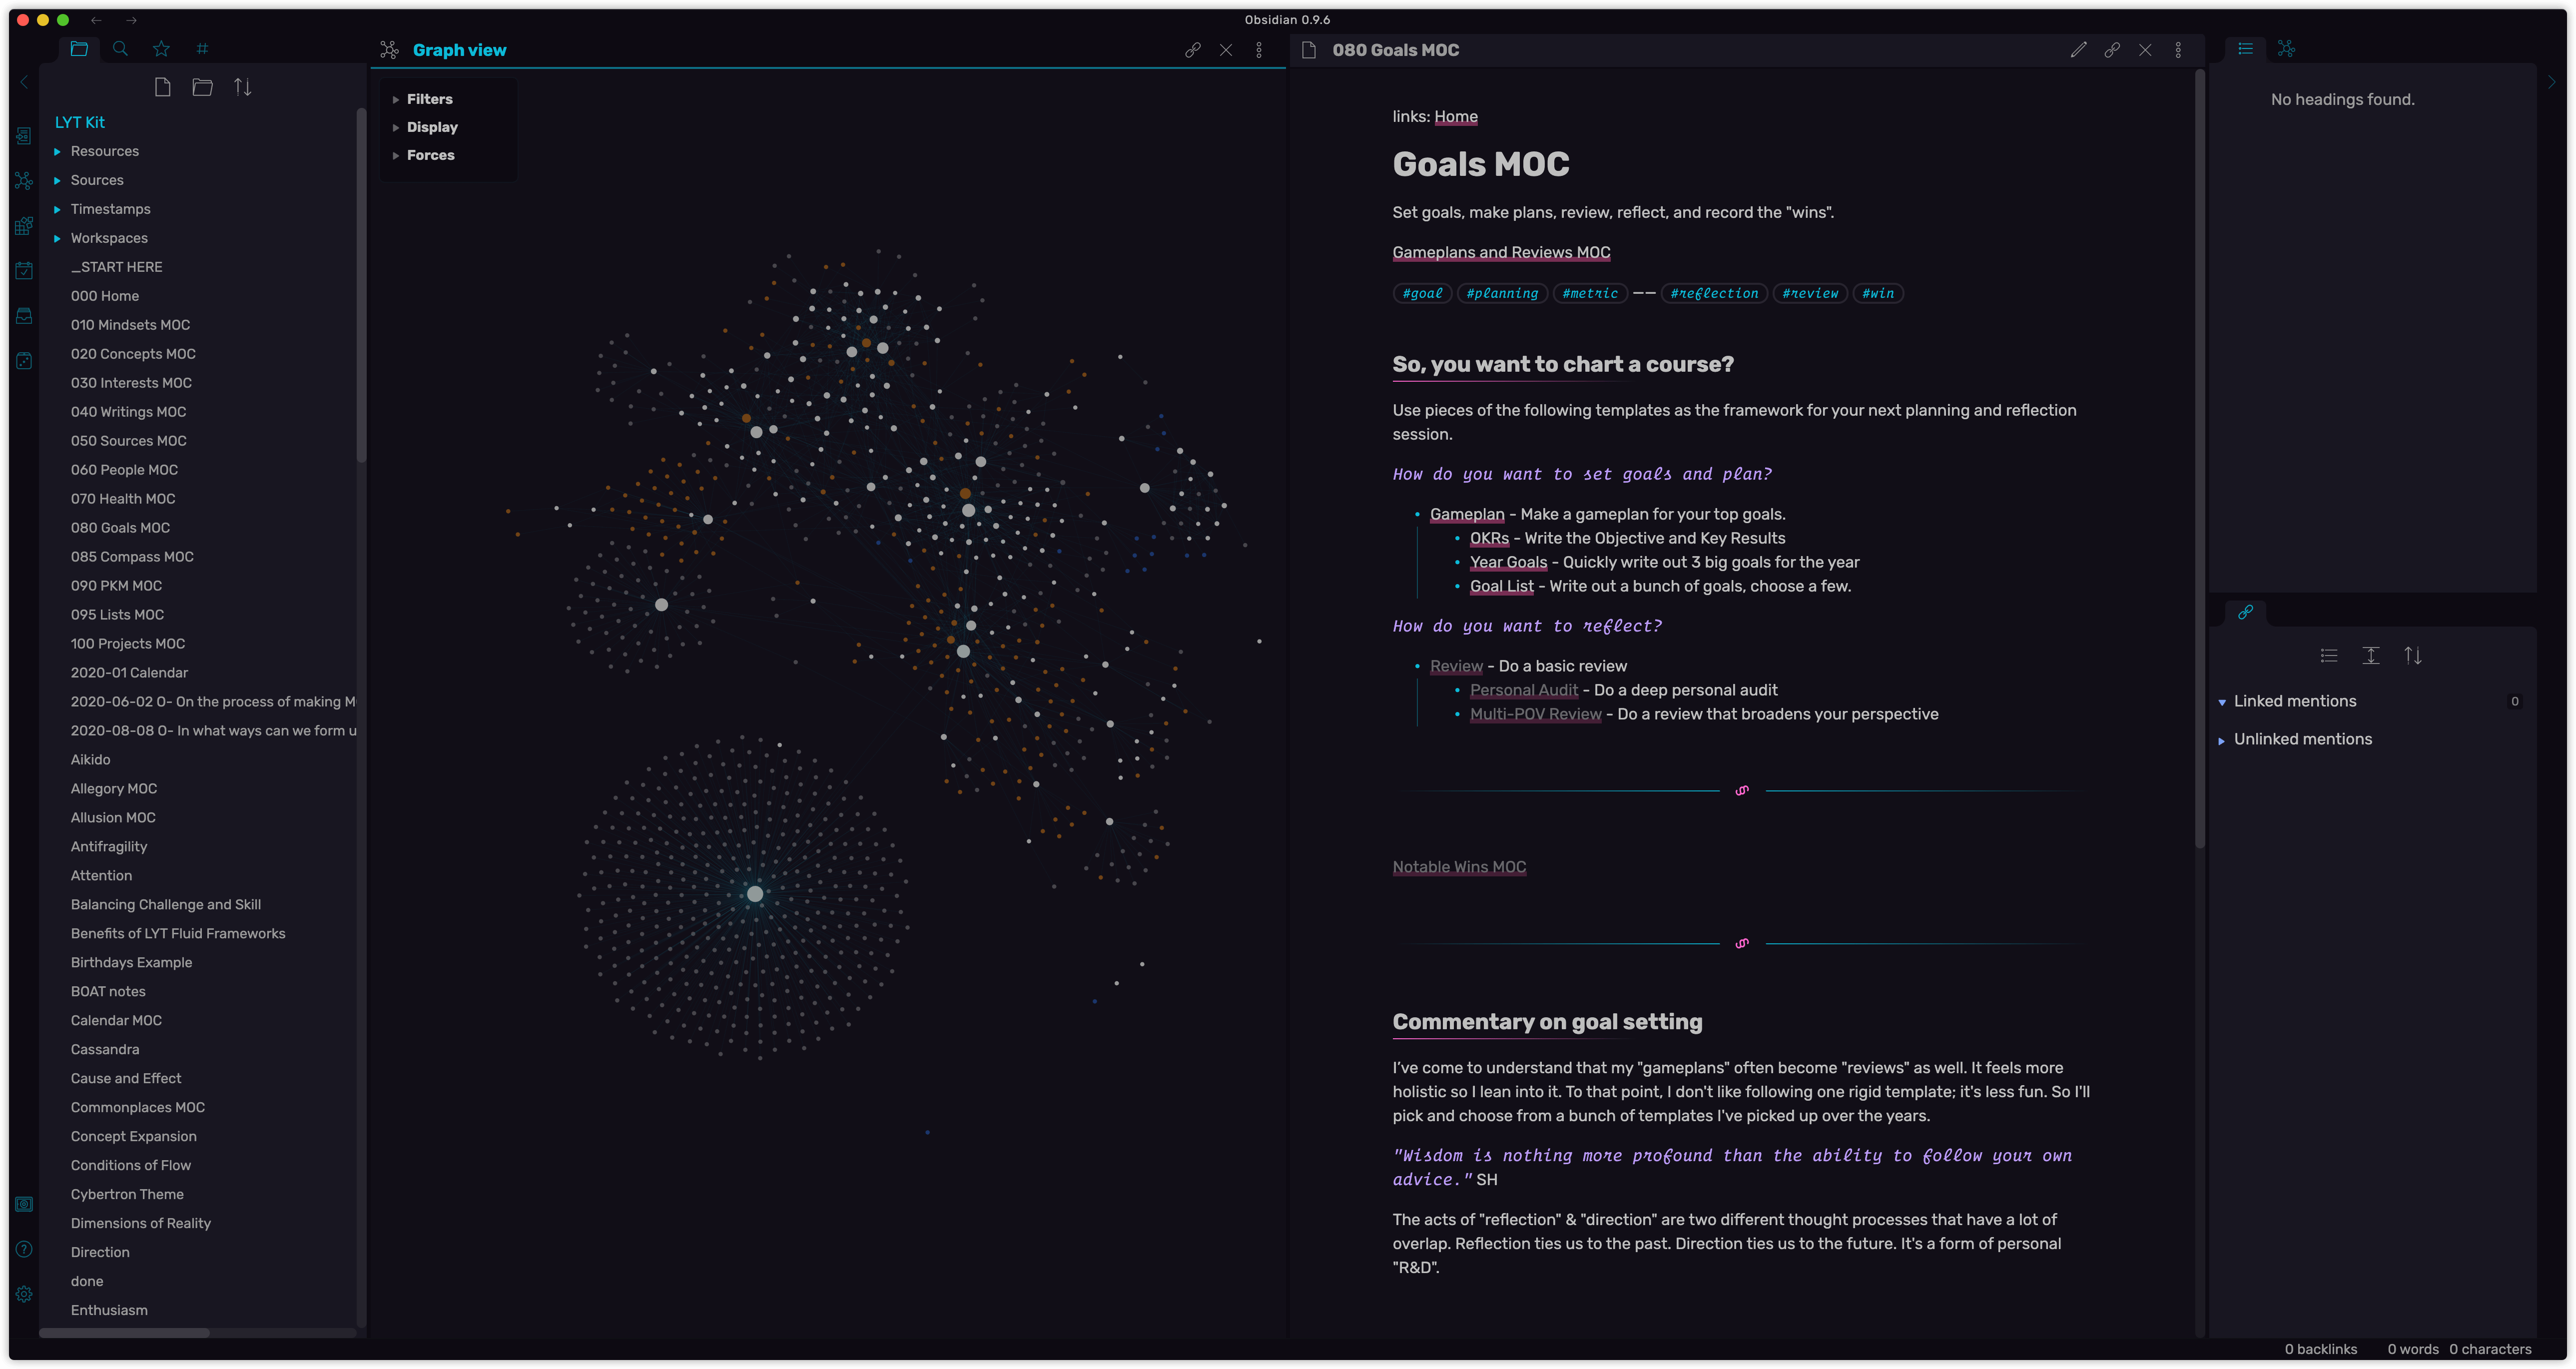 Obsidian 0.9.6
LYT Kit
Resources
Sources
Timestamps
Workspaces
_START HERE
000 Home
010 Mindsets MOC
020 Concepts MOC
030 Interests MOC
040 Writings MOC
050 Sources MOC
060 People MOC
070 Health MOC
080 Goals MOC
085 Compass MOC
090 PKM MOC
095 Lists MOC
100 Projects MOC
2020-01 Calendar
2020-06-02 O- On the process of making M
2020-08-08 O- In what ways can we form u
Aikido
Allegory MOC
Allusion MOC
Antifragility
Attention
Balancing Challenge and Skill
Benefits of LYT Fluid Frameworks
Birthdays Example
BOAT notes
Calendar MOC
Cassandra
Cause and Effect
Commonplaces MOC
Concept Expansion
Conditions of Flow
Cybertron Theme
Dimensions of Reality
Direction
done
Enthusiasm
Graph view
Filters
Display
Forces
080 Goals MOC
links: Home
Goals MOC
Set goals, make plans, review, reflect, and record the "wins".
Gameplans and Reviews MOC
#goal #planning #metric —— #reflection #review #win
So, you want to chart a course?
Use pieces of the following templates as the framework for your next planning and reflection
session.
How do you want to set goals and plan?
• Gameplan - Make a gameplan for your top goals.
• OKRs - Write the Objective and Key Results
• Year Goals - Quickly write out 3 big goals for the year
• Goal List - Write out a bunch of goals, choose a few.
How do you want to reflect?
• Review - Do a basic review
• Personal Audit - Do a deep personal audit
• Multi-POV Review - Do a review that broadens your perspective
Notable Wins MOC
Commentary on goal setting
I've come to understand that my "gameplans" often become "reviews" as well. It feels more
holistic so I lean into it. To that point, I don't like following one rigid template; it's less fun. So I'll
pick and choose from a bunch of templates I've picked up over the years.
"Wisdom is nothing more profound than the ability to follow your own
advice." SH
The acts of "reflection" & "direction" are two different thought processes that have a lot of
overlap. Reflection ties us to the past. Direction ties us to the future. It's a form of personal
"R&D".
No headings found.
Linked mentions 0
Unlinked mentions
0 backlinks 0 words 0 characters